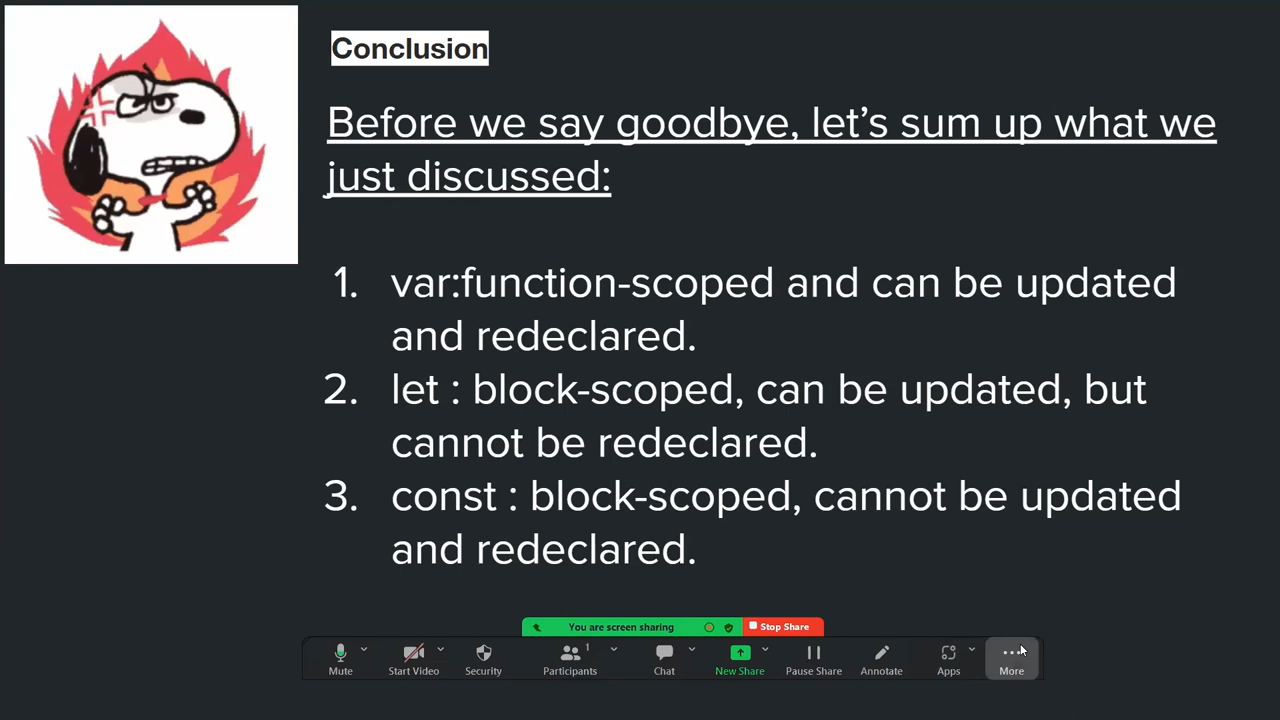 Conclusion
Before we say goodbye, let’s sum up what we
just discussed:
1. var:function-scoped and can be updated
and redeclared.
2. let : block-scoped, can be updated, but
cannot be redeclared.
3. const : block-scoped, cannot be updated
and redeclared.
You are screen sharing Stop Share
Mute Start Video Security Participants 1 Chat New Share Pause Share Annotate Apps More